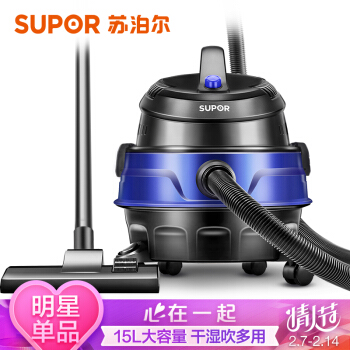 SUPOR 苏泊尔
SUPOR
明星
单品
心在一起
15L大容量 干湿吹多用
情人节
2.7-2.14